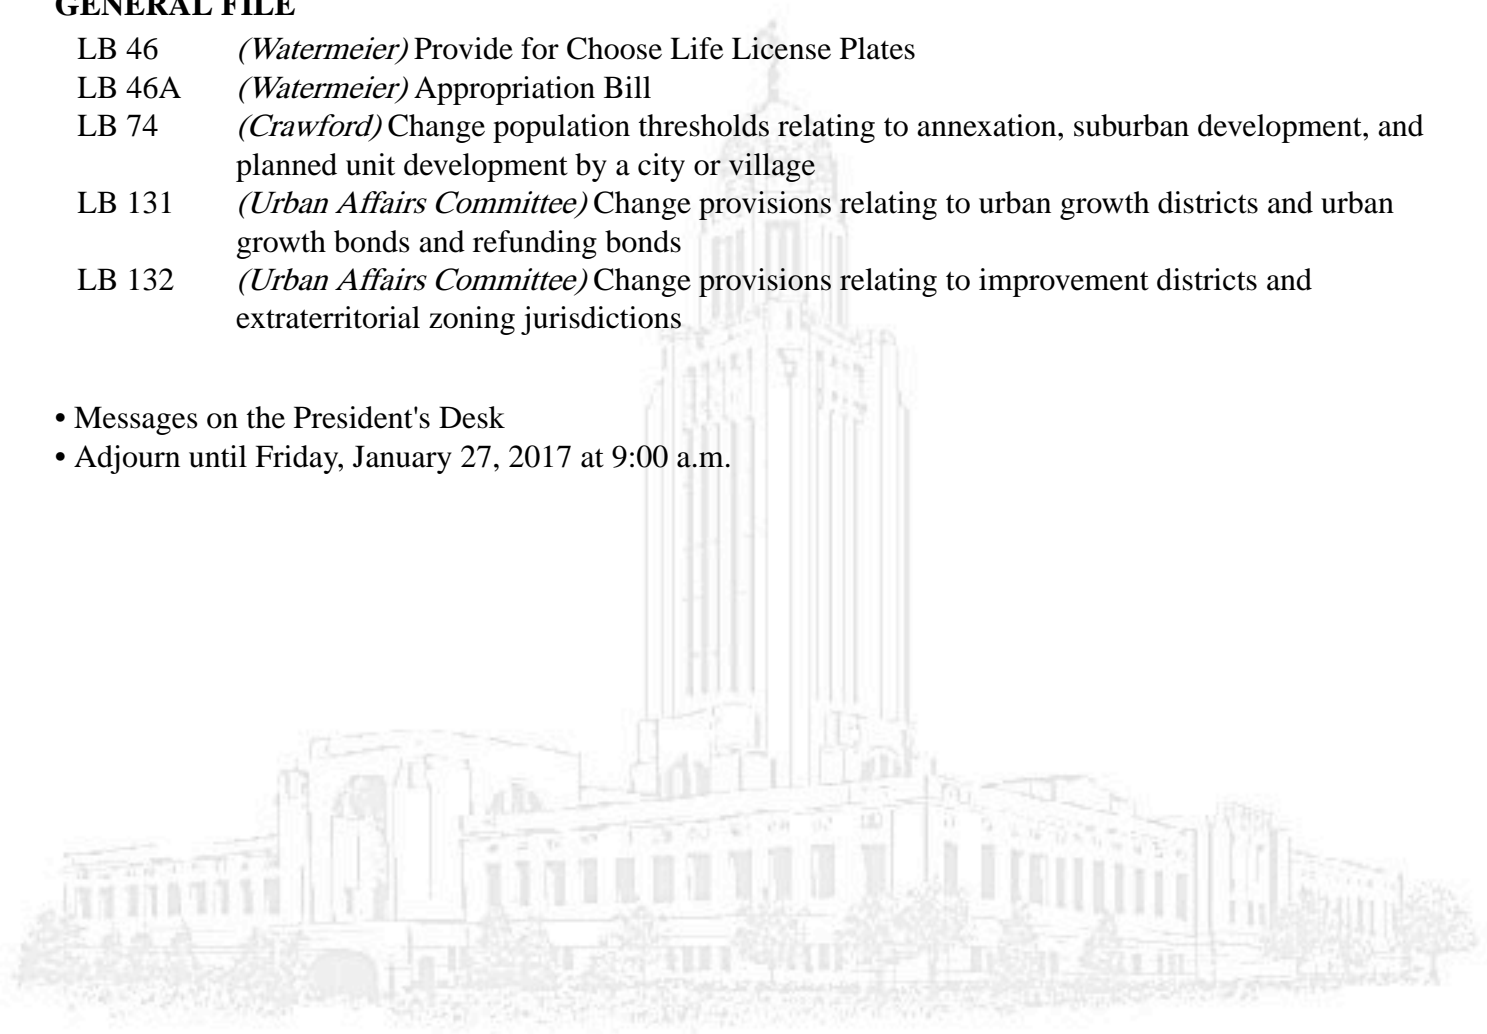 GENERAL FILE
LB 46 (Watermeier) Provide for Choose Life License Plates
LB 46A (Watermeier) Appropriation Bill
LB 74 (Crawford) Change population thresholds relating to annexation, suburban development, and
planned unit development by a city or village
LB 131 (Urban Affairs Committee) Change provisions relating to urban growth districts and urban
growth bonds and refunding bonds
LB 132 (Urban Affairs Committee) Change provisions relating to improvement districts and
extraterritorial zoning jurisdictions
• Messages on the President's Desk
• Adjourn until Friday, January 27, 2017 at 9:00 a.m.